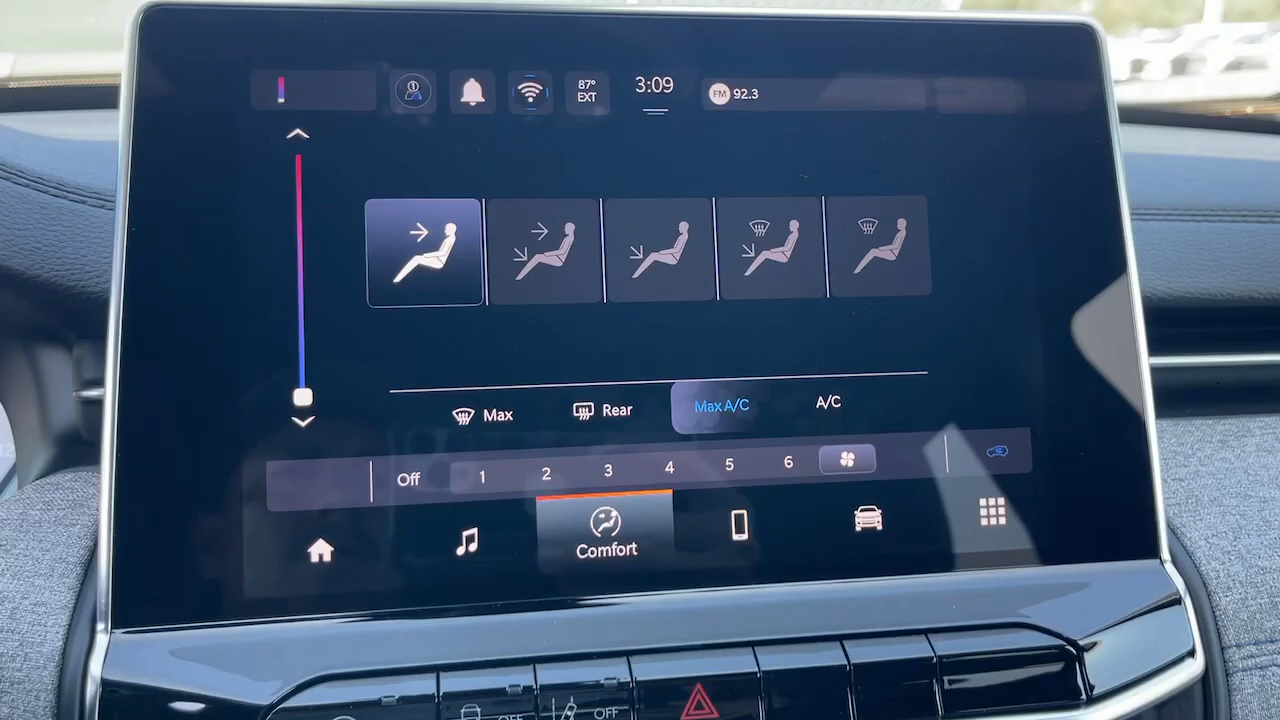 1
87°
EXT
3:09
FM 92.3
Max
Rear
Max A/C
A/C
Off 1 2 3 4 5 6
Comfort
OFF
OFF